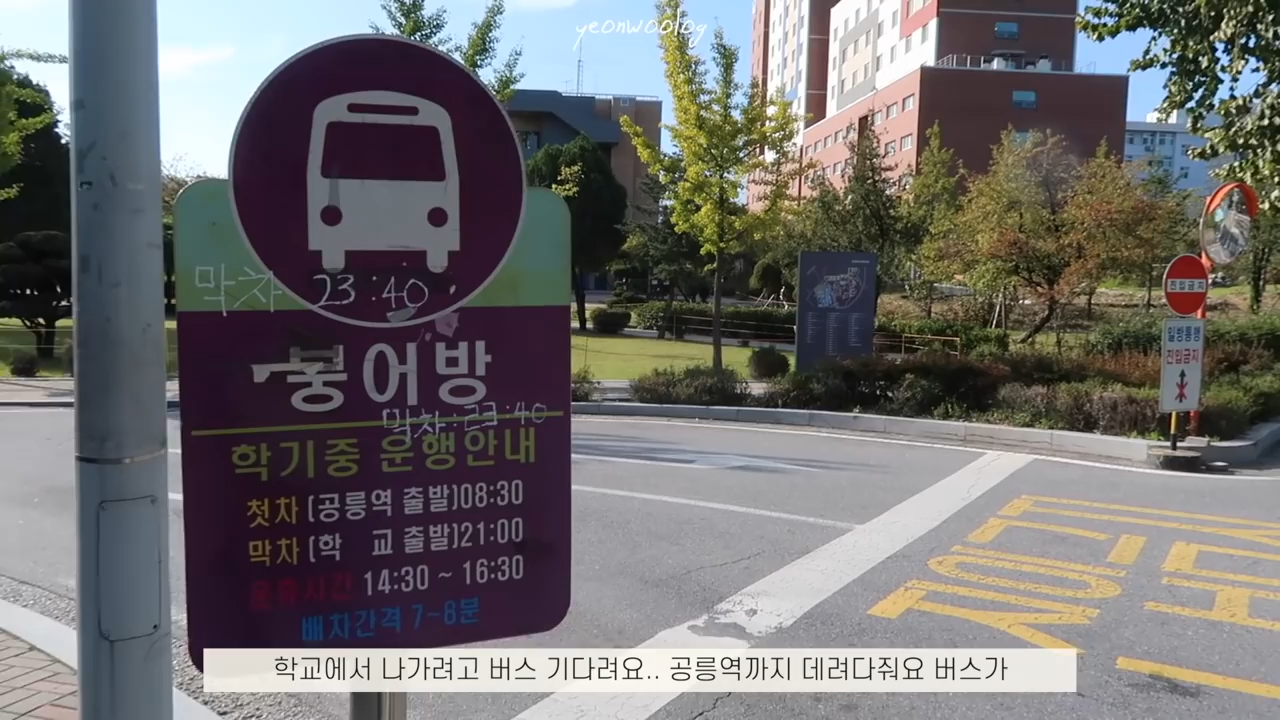 yeonwoolog
막차 23:40
붕어방
막차:23:40
학기중 운행안내
첫차 [공릉역 출발]08:30
막차 [학 교 출발]21:00
운휴시간 14:30 ~ 16:30
배차간격 7~8분
진입금지
일방통행
진입금지
학교에서 나가려고 버스 기다려요.. 공릉역까지 데려다줘요 버스가